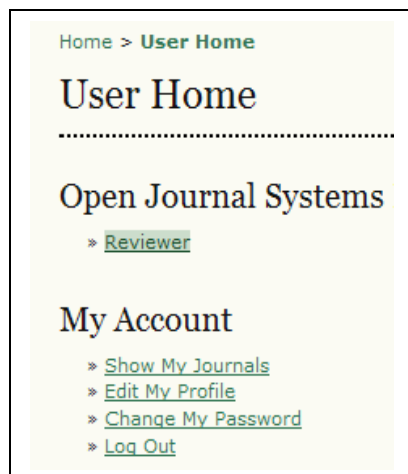 Home > User Home
User Home
Open Journal Systems
» Reviewer
My Account
» Show My Journals
» Edit My Profile
» Change My Password
» Log Out